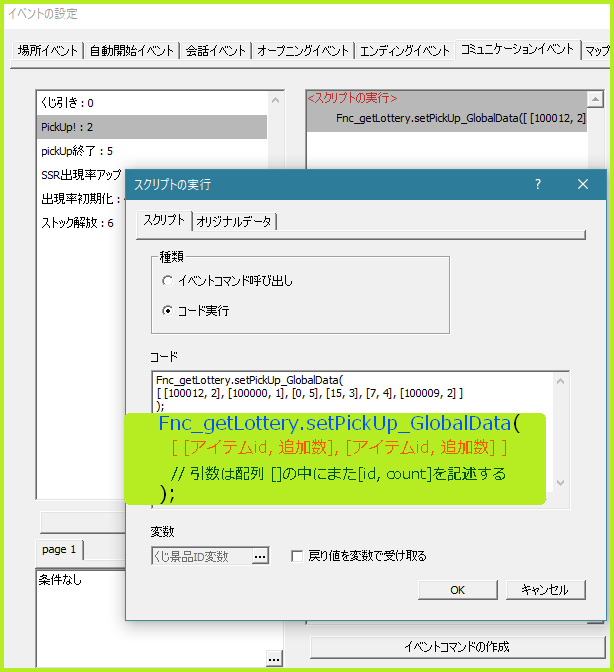 イベントの設定
場所イベント 自動開始イベント 会話イベント オープニングイベント エンディングイベント コミュニケーションイベント マップ
くじ引き : 0
PickUp! : 2
pickUp終了 : 5
SSR出現率アップ
出現率初期化 :
ストック解放 : 6
<スクリプトの実行>
Fnc_getLottery.setPickUp_GlobalData([ [100012, 2]
スクリプトの実行 ?
スクリプト オリジナルデータ
種類
イベントコマンド呼び出し
コード実行
コード
Fnc_getLottery.setPickUp_GlobalData(
[ [100012, 2], [100000, 1], [0, 5], [15, 3], [7, 4], [100009, 2] ]
);
Fnc_getLottery.setPickUp_GlobalData(
[ [アイテムid, 追加数], [アイテムid, 追加数] ]
// 引数は配列 []の中にまた[id, count]を記述する
);
変数
くじ景品ID変数 ... 戻り値を変数で受け取る
OK キャンセル
page 1
条件なし
...
イベントコマンドの作成